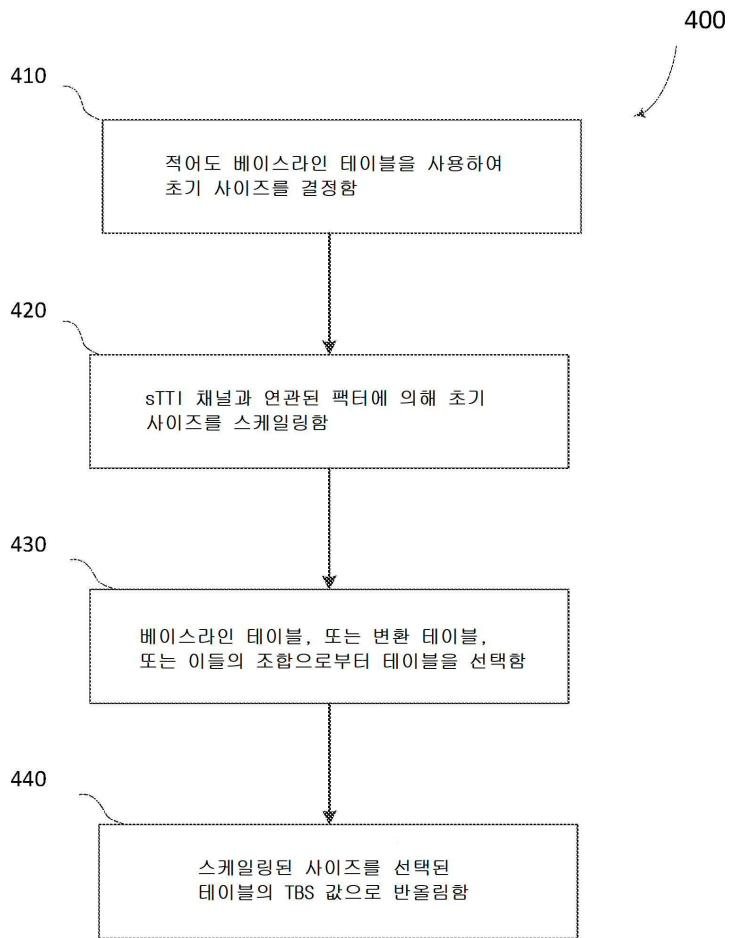 400
410
적어도 베이스라인 테이블을 사용하여
초기 사이즈를 결정함
420
sTTI 채널과 연관된 팩터에 의해 초기
사이즈를 스케일링함
430
베이스라인 테이블, 또는 변환 테이블,
또는 이들의 조합으로부터 테이블을 선택함
440
스케일링된 사이즈를 선택된
테이블의 TBS 값으로 반올림함